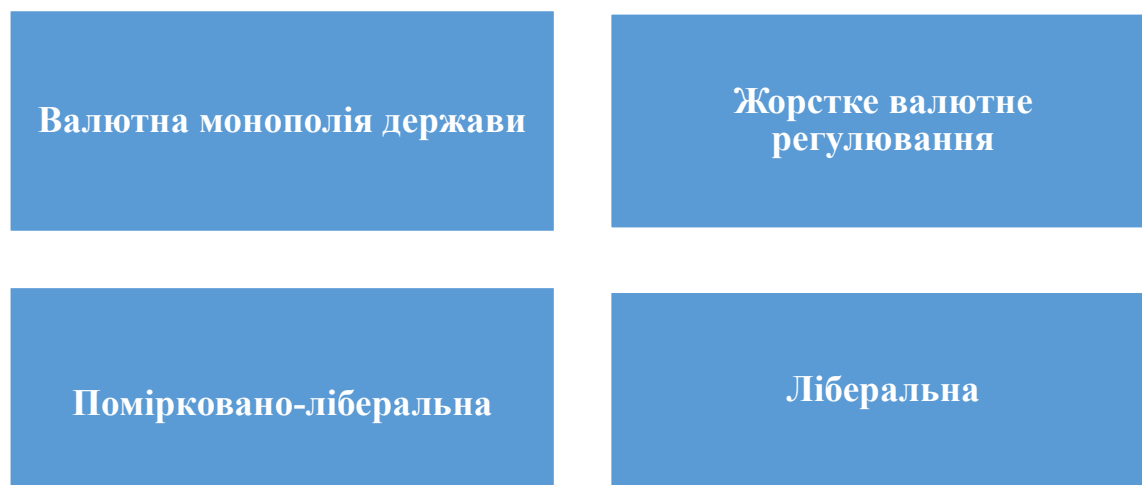 Валютна монополія держави
Жорстке валютне
регулювання
Помірковано-ліберальна
Ліберальна